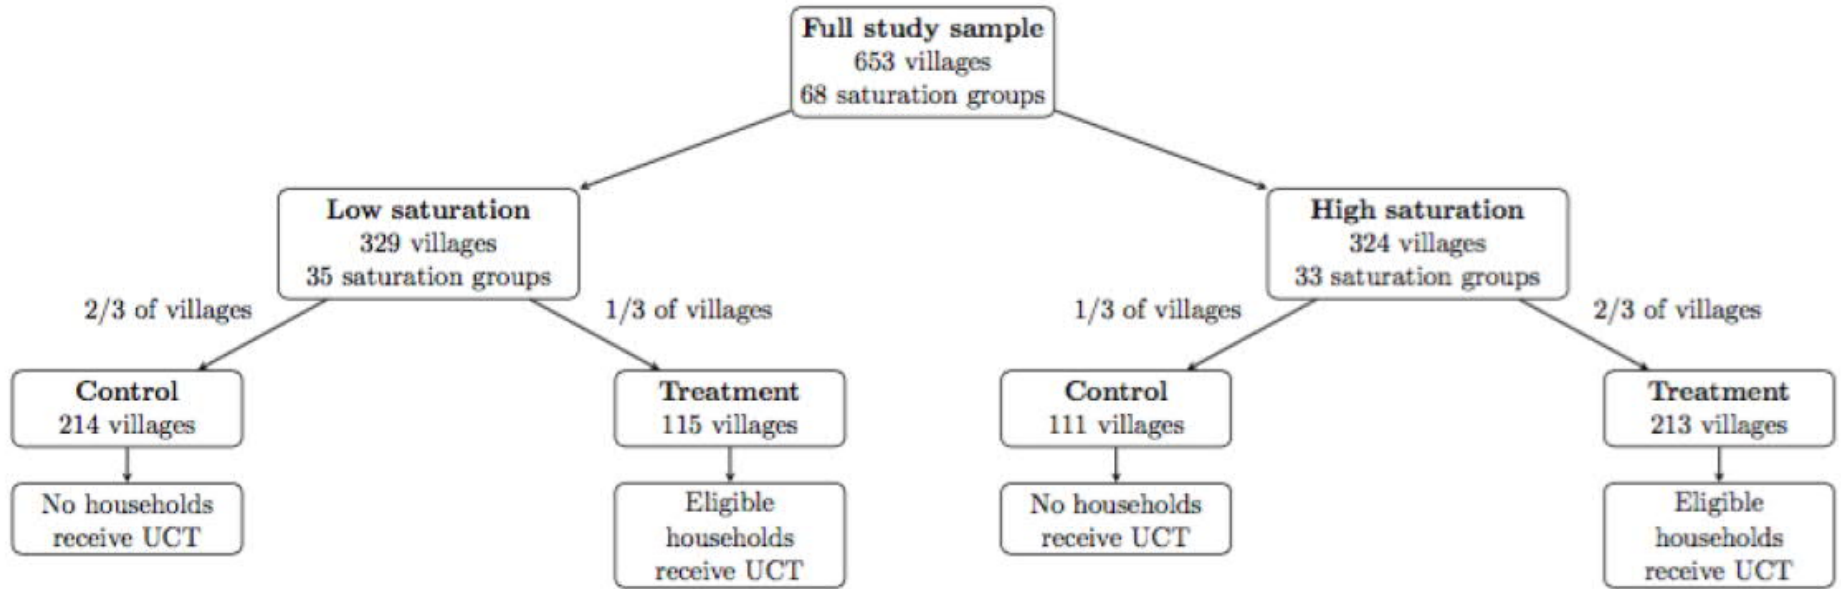 Full study sample
653 villages
68 saturation groups
Low saturation
329 villages
35 saturation groups
High saturation
324 villages
33 saturation groups
2/3 of villages
1/3 of villages
1/3 of villages
2/3 of villages
Control
214 villages
Treatment
115 villages
Control
111 villages
Treatment
213 villages
No households
receive UCT
Eligible
households
receive UCT
No households
receive UCT
Eligible
households
receive UCT